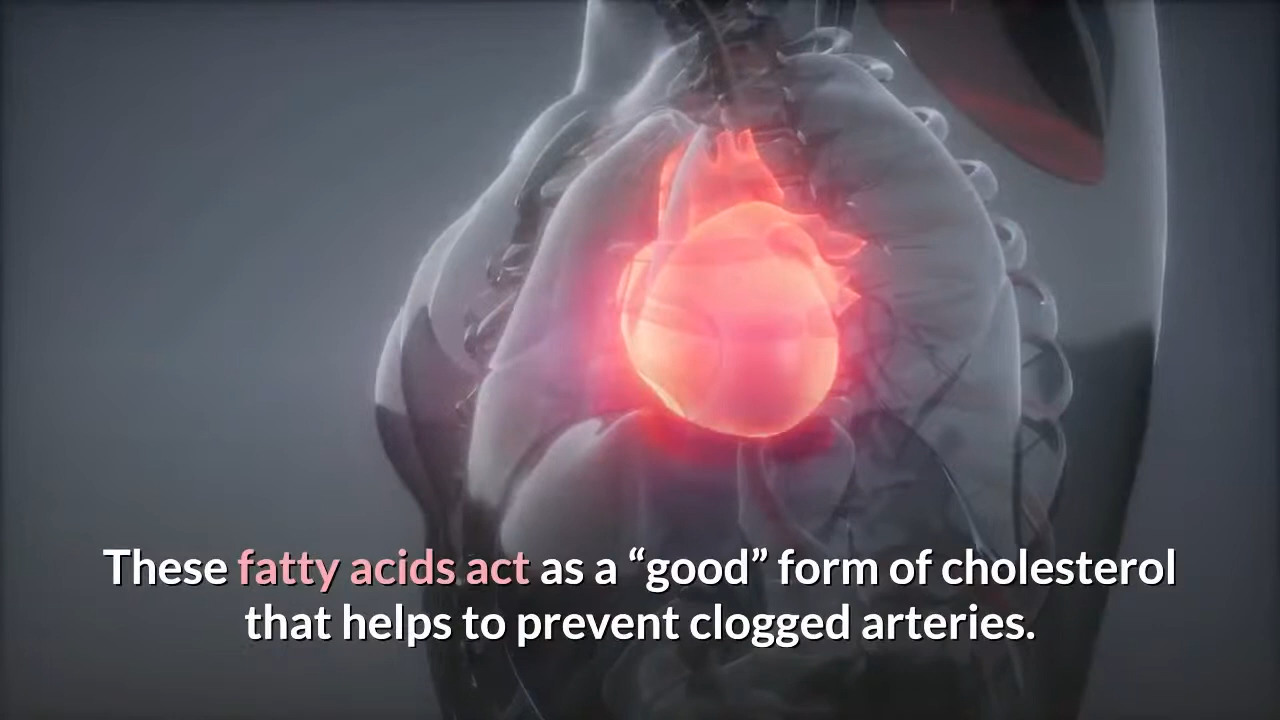 These fatty acids act as a “good” form of cholesterol
that helps to prevent clogged arteries.